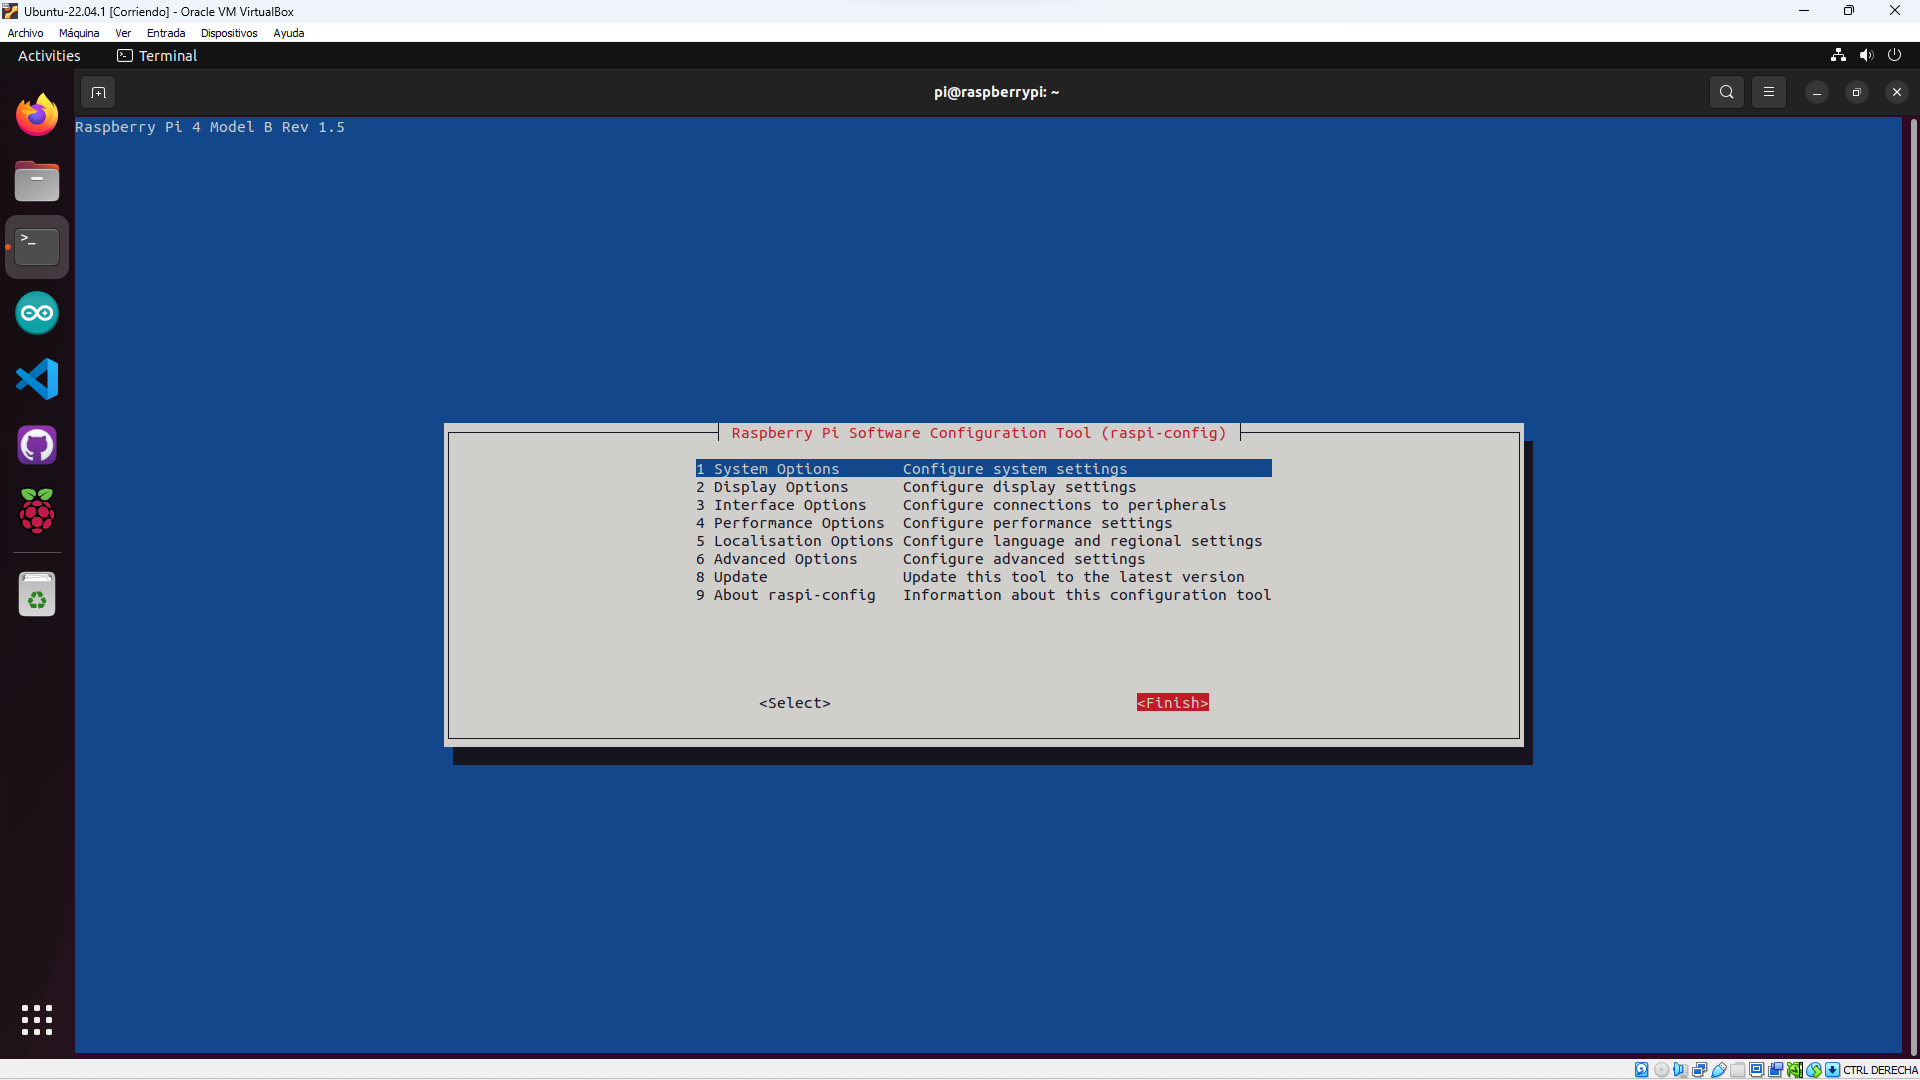 Ubuntu-22.04.1 [Corriendo] - Oracle VM VirtualBox
Archivo Máquina Ver Entrada Dispositivos Ayuda
Activities Terminal
pi@raspberrypi: ~
Raspberry Pi 4 Model B Rev 1.5
Raspberry Pi Software Configuration Tool (raspi-config)
1 System Options Configure system settings
2 Display Options Configure display settings
3 Interface Options Configure connections to peripherals
4 Performance Options Configure performance settings
5 Localisation Options Configure language and regional settings
6 Advanced Options Configure advanced settings
8 Update Update this tool to the latest version
9 About raspi-config Information about this configuration tool
<Select> <Finish>
CTRL DERECHA